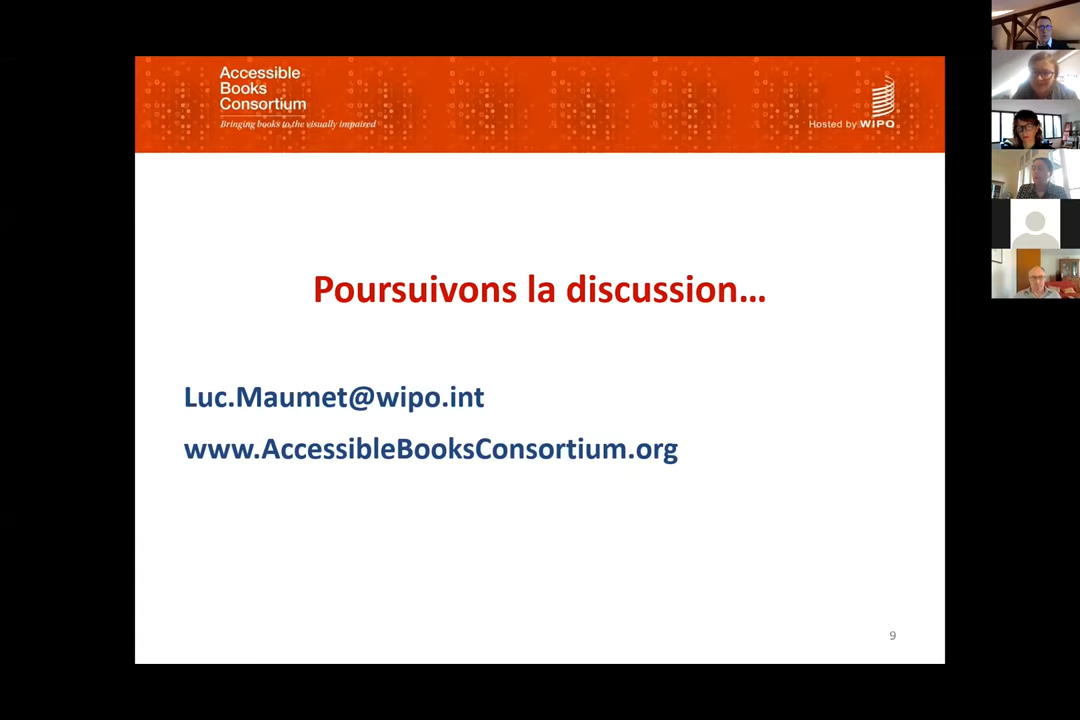 Accessible
Books
Consortium
Bringing books to the visually impaired
Hosted by WIPO
Poursuivons la discussion…
Luc.Maumet@wipo.int
www.AccessibleBooksConsortium.org
9